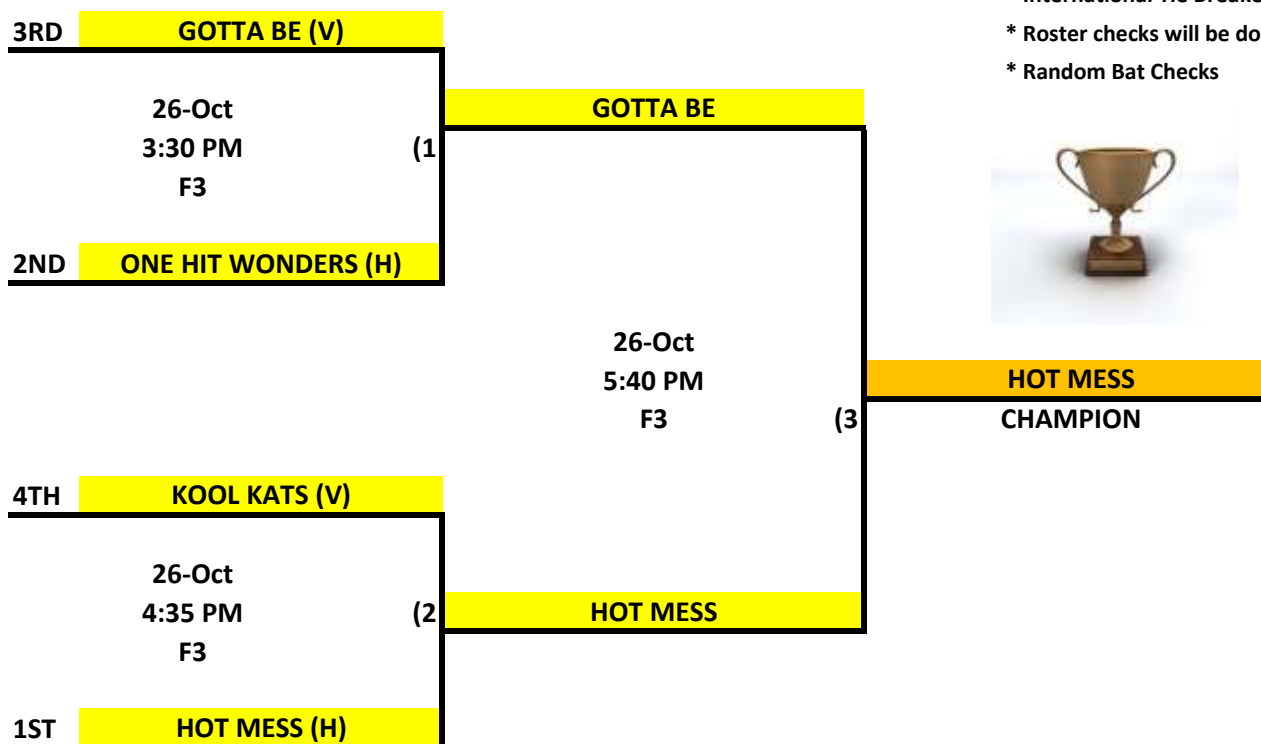 * Roster checks will be do
* Random Bat Checks
3RD GOTTA BE (V)
26-Oct
3:30 PM (1
F3
2ND ONE HIT WONDERS (H)
GOTTA BE
26-Oct
5:40 PM
F3 (3
HOT MESS
CHAMPION
4TH KOOL KATS (V)
26-Oct
4:35 PM (2
F3
1ST HOT MESS (H)
HOT MESS